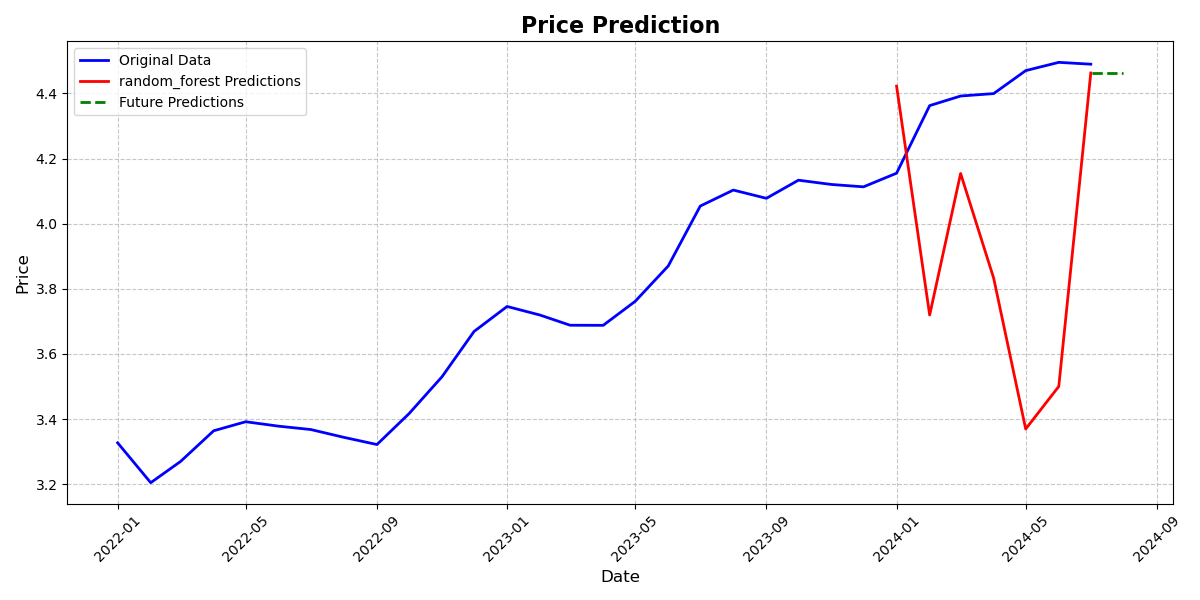 Price Prediction
Original Data
random_forest Predictions
Future Predictions
Price
4.4
4.2
4.0
3.8
3.6
3.4
3.2
2022-01
2022-05
2022-09
2023-01
2023-05
2023-09
2024-01
2024-05
2024-09
Date